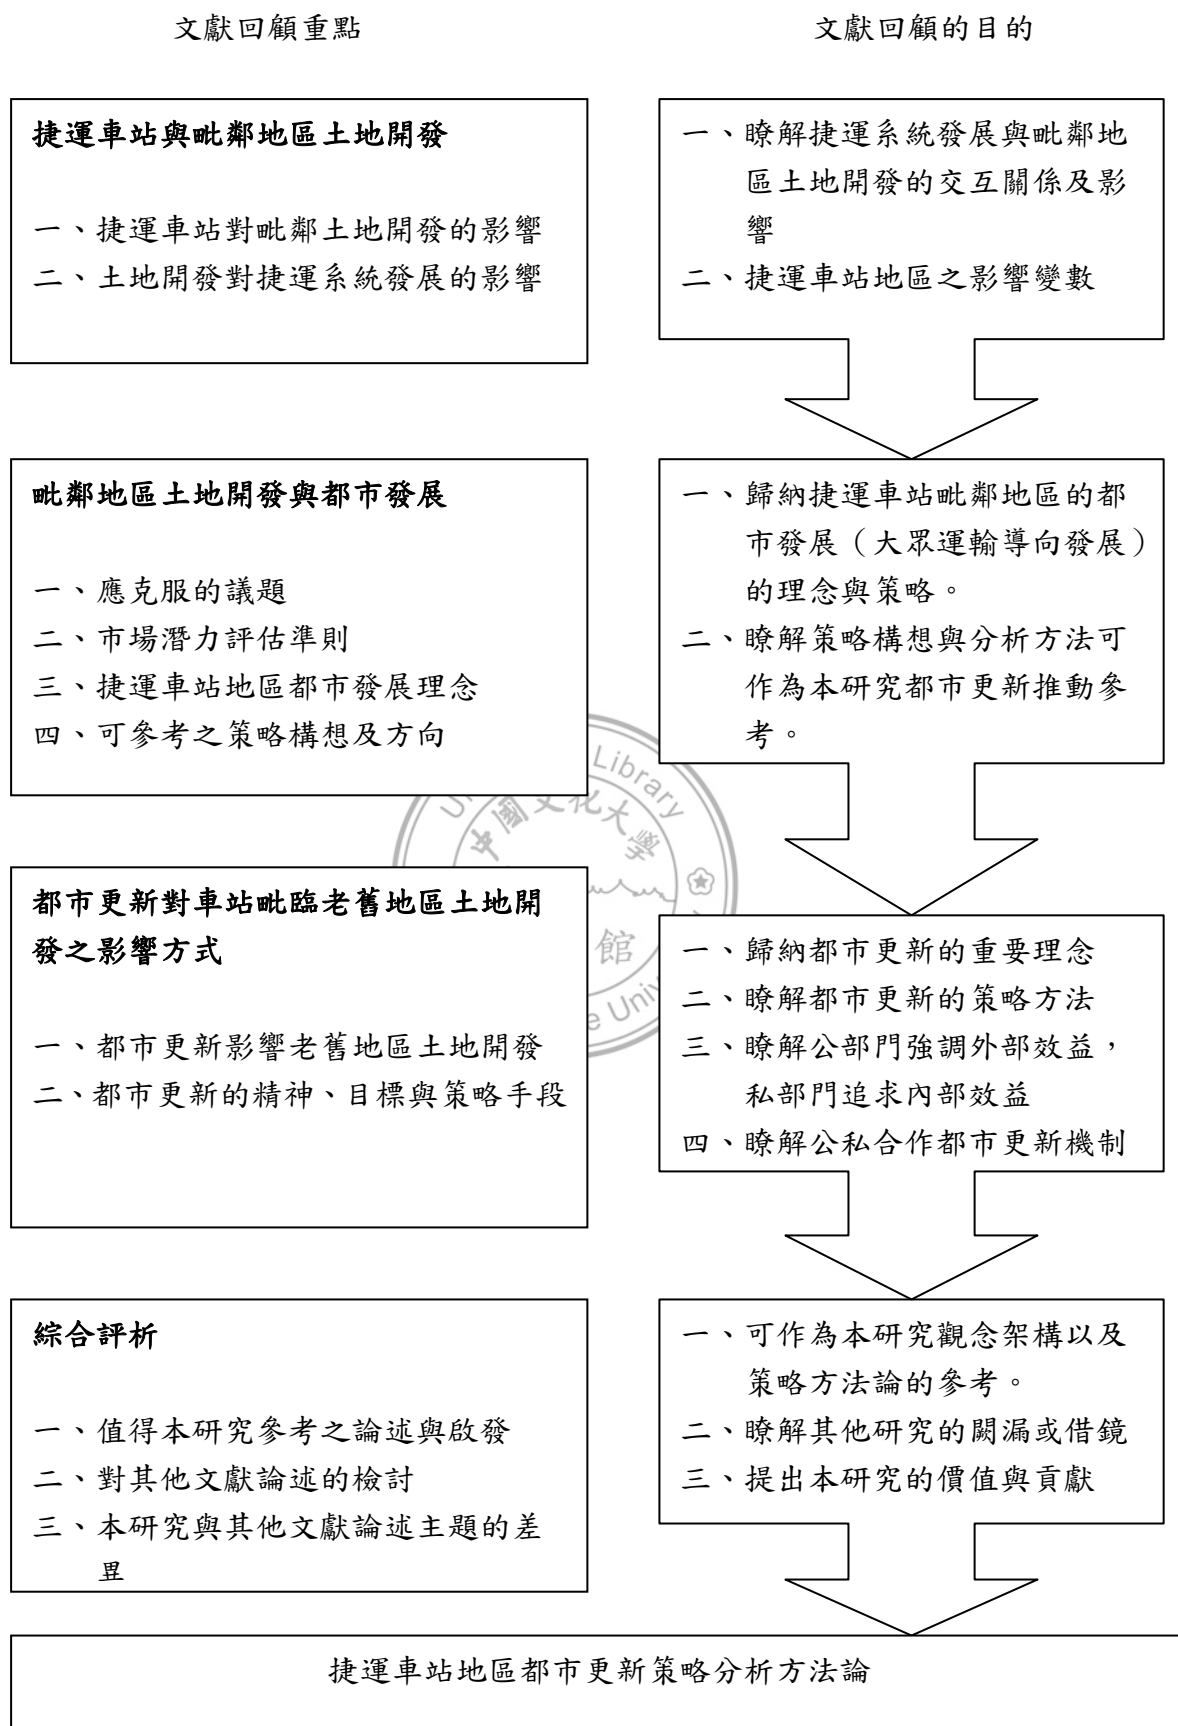 文獻回顧重點
文獻回顧的目的
捷運車站與毗鄰地區土地開發
一、捷運車站對毗鄰土地開發的影響
二、土地開發對捷運系統發展的影響
一、瞭解捷運系統發展與毗鄰地
區土地開發的交互關係及影
響
二、捷運車站地區之影響變數
毗鄰地區土地開發與都市發展
一、應克服的議題
二、市場潛力評估準則
三、捷運車站地區都市發展理念
四、可參考之策略構想及方向
一、歸納捷運車站毗鄰地區的都
市發展（大眾運輸導向發展）
的理念與策略。
二、瞭解策略構想與分析方法可
作為本研究都市更新推動參
考。
Library
中國文化大學
館
都市更新對車站毗臨老舊地區土地開
發之影響方式
一、都市更新影響老舊地區土地開發
二、都市更新的精神、目標與策略手段
一、歸納都市更新的重要理念
二、瞭解都市更新的策略方法
三、瞭解公部門強調外部效益，
私部門追求內部效益
四、瞭解公私合作都市更新機制
綜合評析
一、值得本研究參考之論述與啟發
二、對其他文獻論述的檢討
三、本研究與其他文獻論述主題的差
異
一、可作為本研究觀念架構以及
策略方法論的參考。
二、瞭解其他研究的闕漏或借鏡
三、提出本研究的價值與貢獻
捷運車站地區都市更新策略分析方法論